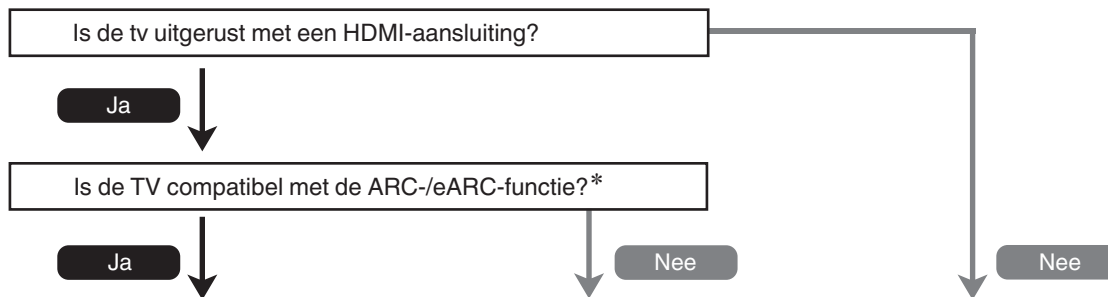 Is de tv uitgerust met een HDMI-aansluiting?
Ja
Is de TV compatibel met de ARC-/eARC-functie?*
Ja
Nee
Nee